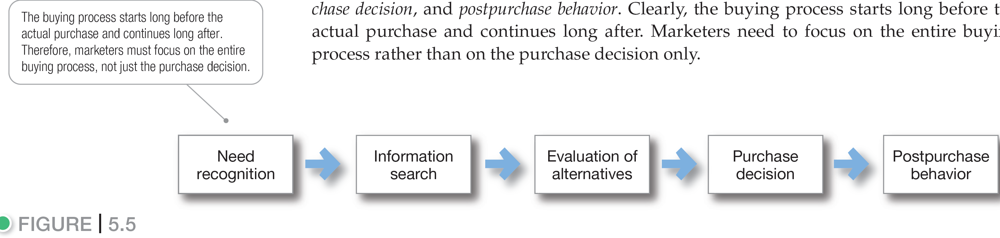 The buying process starts long before the
actual purchase and continues long after.
Therefore, marketers must focus on the entire
buying process, not just the purchase decision.
chase decision, and postpurchase behavior. Clearly, the buying process starts long before t
actual purchase and continues long after. Marketers need to focus on the entire buyi
process rather than on the purchase decision only.
Need
recognition
Information
search
Evaluation of
alternatives
Purchase
decision
Postpurchase
behavior
FIGURE | 5.5